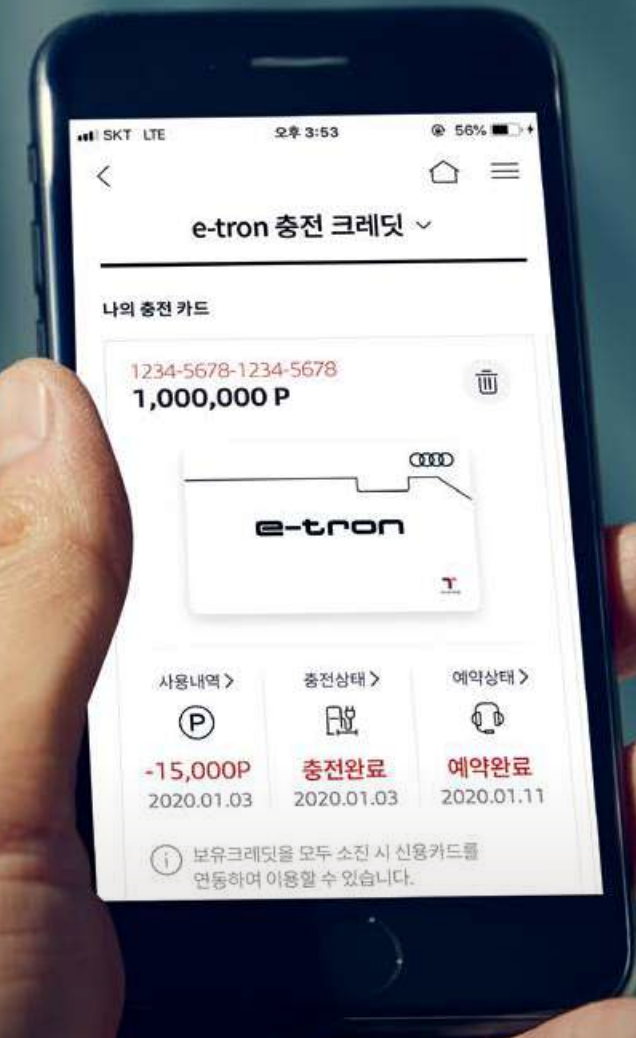 SKT LTE 오후 3:53 56%
e-tron 충전 크레딧
나의 충전 카드
1234-5678-1234-5678
1,000,000 P
e-tron
사용내역 충전상태 예약상태
P
-15,000P 충전완료 예약완료
2020.01.03 2020.01.03 2020.01.11
보유크레딧을 모두 소진 시 신용카드를
연동하여 이용할 수 있습니다.